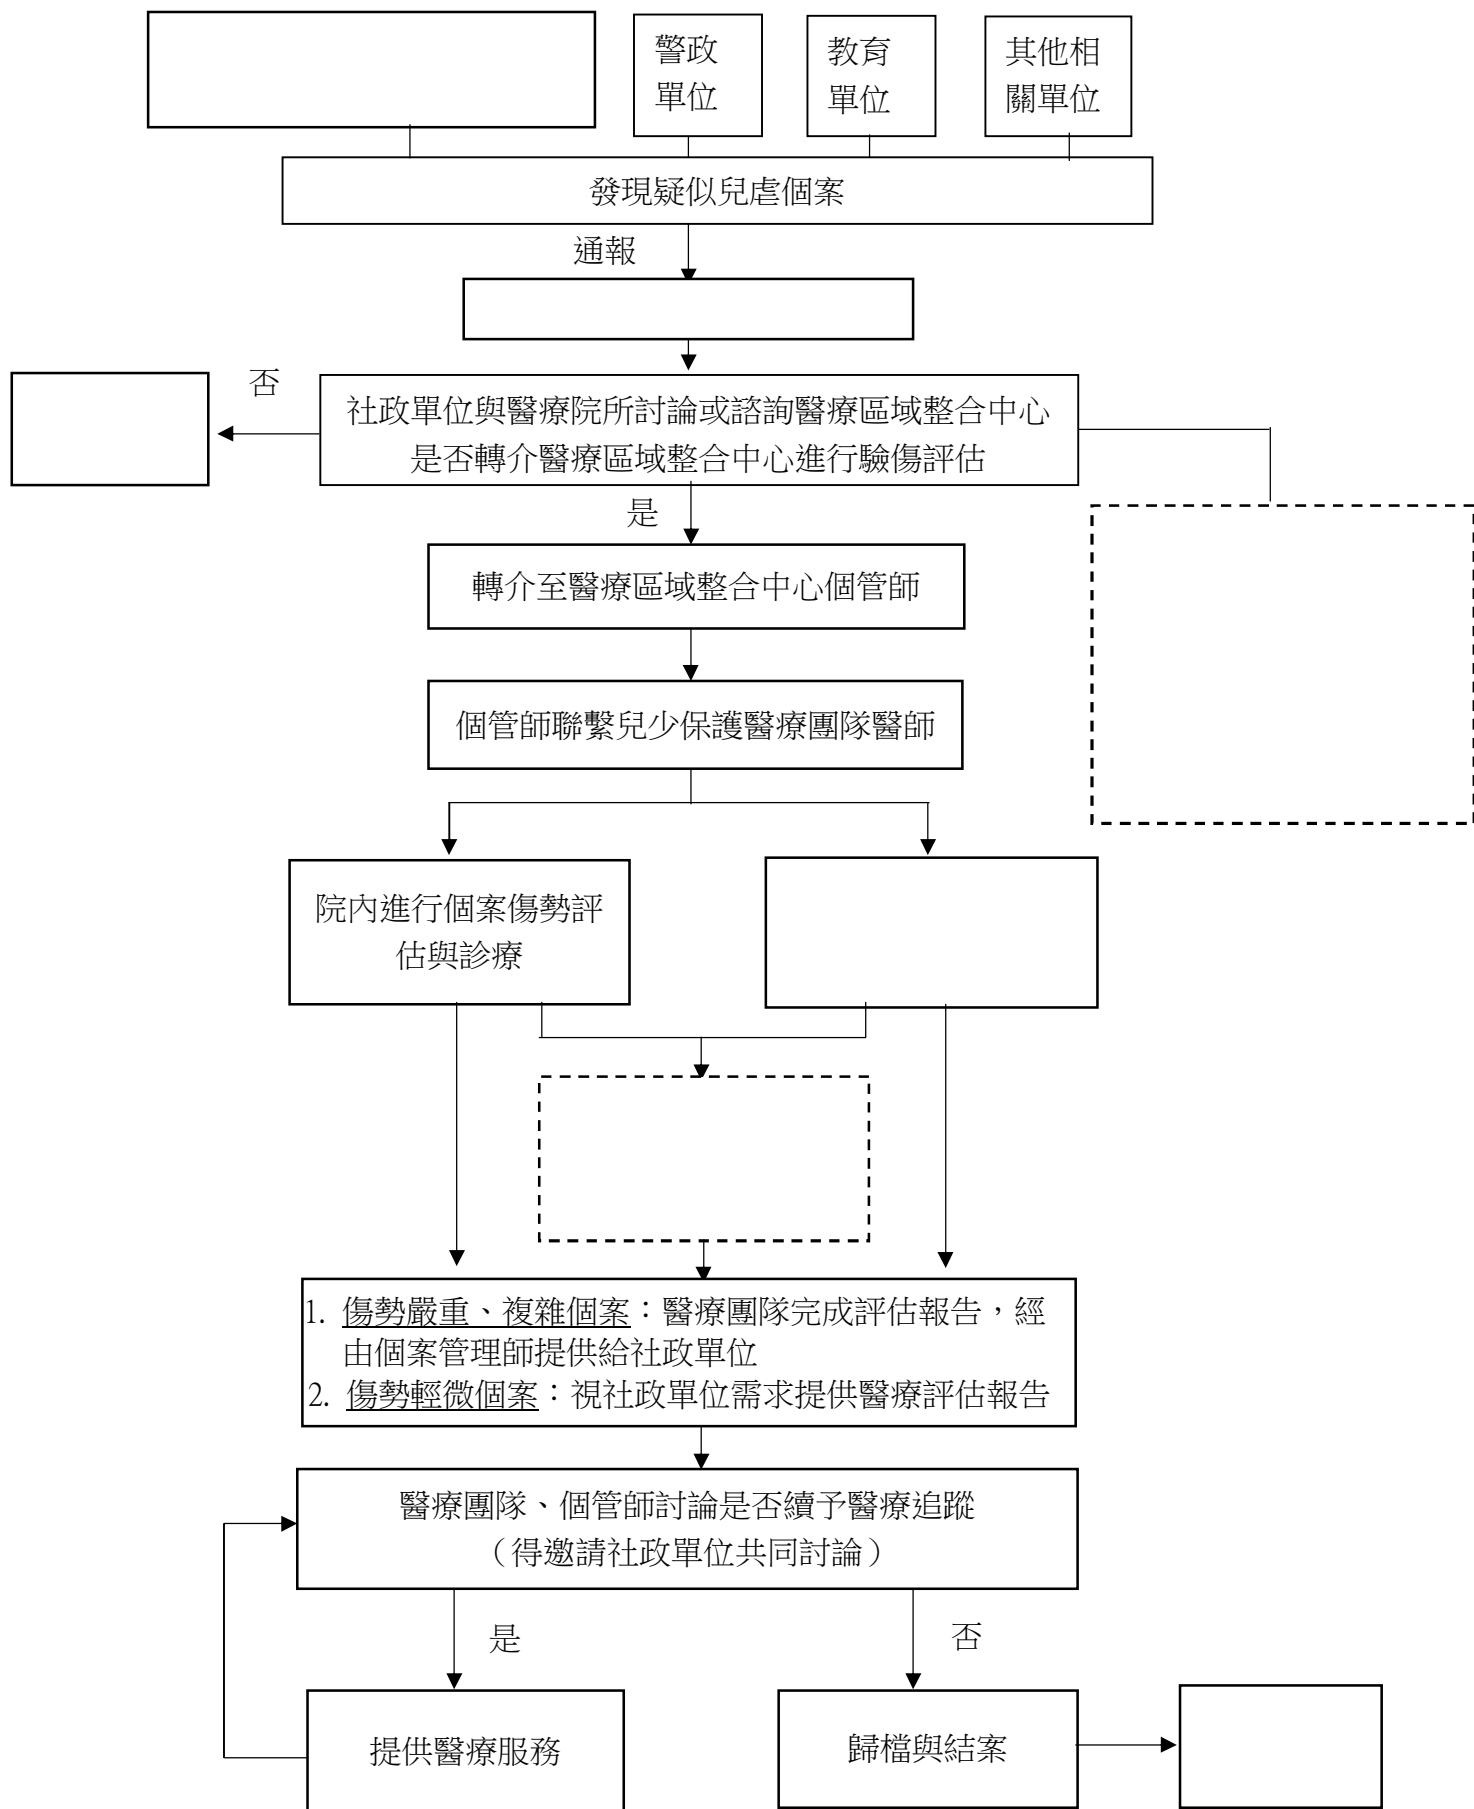 警政
單位
教育
單位
其他相
關單位
發現疑似兒虐個案
通報
否
社政單位與醫療院所討論或諮詢醫療區域整合中心
是否轉介醫療區域整合中心進行驗傷評估
是
轉介至醫療區域整合中心個管師
個管師聯繫兒少保護醫療團隊醫師
院內進行個案傷勢評
估與診療
1. 傷勢嚴重、複雜個案：醫療團隊完成評估報告，經
由個案管理師提供給社政單位
2. 傷勢輕微個案：視社政單位需求提供醫療評估報告
醫療團隊、個管師討論是否續予醫療追蹤
（得邀請社政單位共同討論）
是
否
提供醫療服務
歸檔與結案